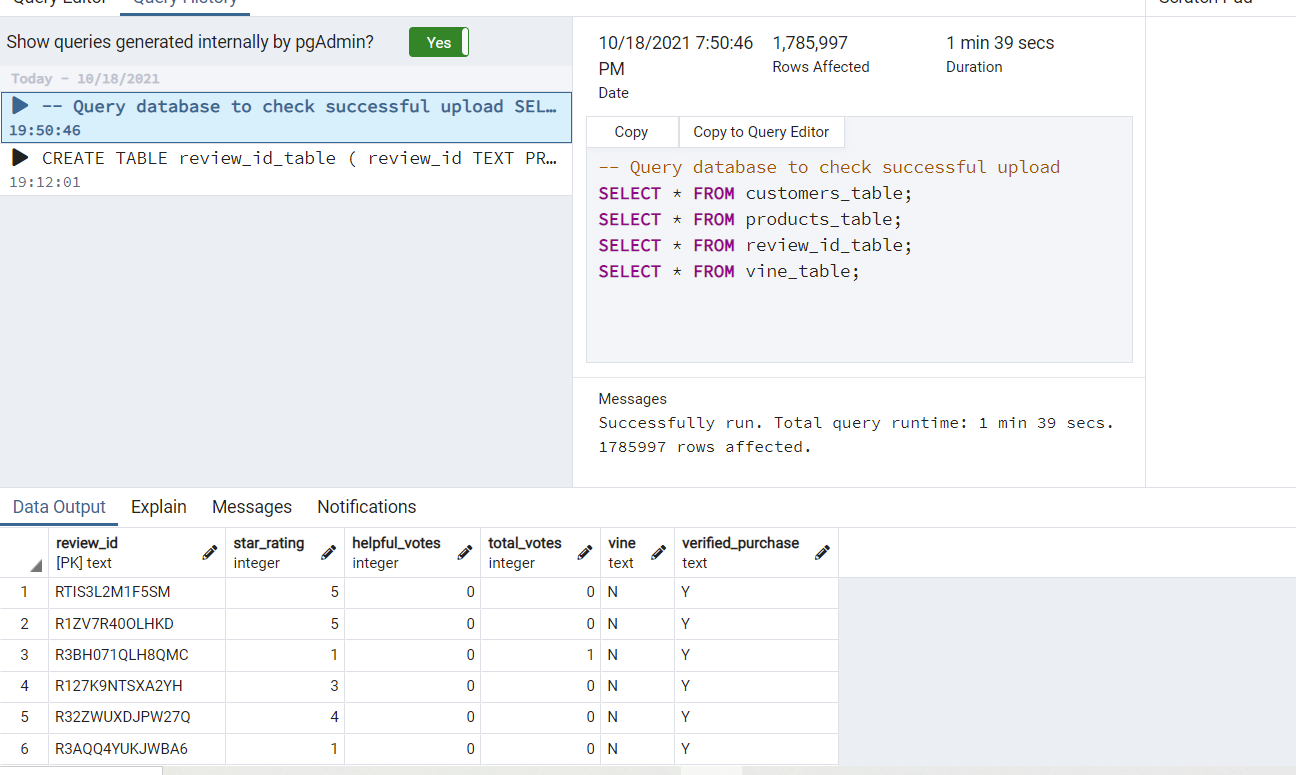 Query Editor Query History Scratch Pad
Show queries generated internally by pgAdmin? Yes
Today - 10/18/2021
-- Query database to check successful upload SEL...
19:50:46
CREATE TABLE review_id_table ( review_id TEXT PR...
19:12:01
10/18/2021 7:50:46 PM
Date
1,785,997
Rows Affected
1 min 39 secs
Duration
Copy Copy to Query Editor
-- Query database to check successful upload
SELECT * FROM customers_table;
SELECT * FROM products_table;
SELECT * FROM review_id_table;
SELECT * FROM vine_table;
Messages
Successfully run. Total query runtime: 1 min 39 secs.
1785997 rows affected.
Data Output Explain Messages Notifications
review_id star_rating helpful_votes total_votes vine verified_purchase
[PK] text integer integer integer text text
1 RTIS3L2M1F5SM 5 0 0 N Y
2 R1ZV7R40OLHKD 5 0 0 N Y
3 R3BH071QLH8QMC 1 0 1 N Y
4 R127K9NTSXA2YH 3 0 0 N Y
5 R32ZWUXDJPW27Q 4 0 0 N Y
6 R3AQQ4YUKJWBA6 1 0 0 N Y